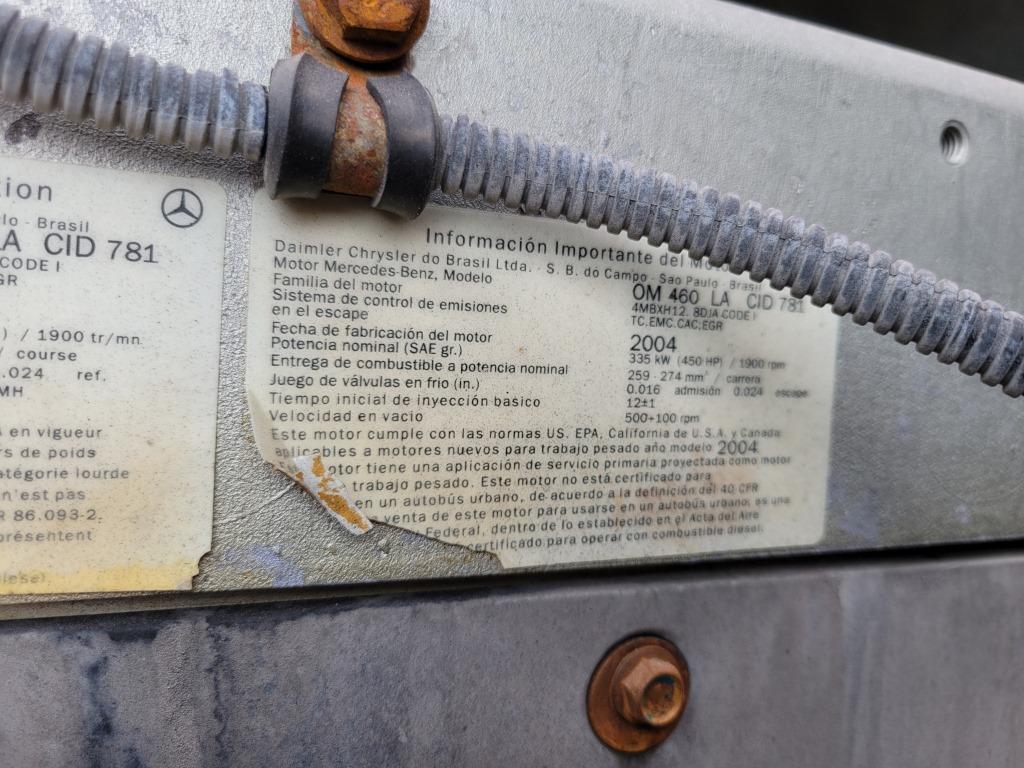 tion
lo - Brasil
LA CID 781
CODE I
GR
) / 1900 tr/mn
/ course
.024 ref.
MH
A en vigueur
rs de poids
atégorie lourde
n'est pas
R 86.093-2.
présentent
iesel).
Información Importante del
Daimler Chrysler do Brasil Ltda. - S. B. do Campo - Sao Paulo - Brasil
Motor Mercedes-Benz, Modelo OM 460 LA CID 781
Familia del motor 4MBXH12. 8DJA CODE I
Sistema de control de emisiones TC,EMC,CAC,EGR
en el escape
Fecha de fabricación del motor 2004
Potencia nominal (SAE gr.) 335 kW (450 HP) / 1900 rpm
Entrega de combustible a potencia nominal 259 - 274 mm³ / carrera
Juego de válvulas en frio (in.) 0.016 admisión 0.024 escape
Tiempo inicial de inyección básico 12±1
Velocidad en vacio 500+100 rpm
Este motor cumple con las normas US. EPA, California de U.S.A. y Canada
aplicables a motores nuevos para trabajo pesado año modelo 2004
otor tiene una aplicación de servicio primaria proyectada como motor
trabajo pesado. Este motor no está certificado para
en un autobús urbano, de acuerdo a la definición del 40 CFR
venta de este motor para usarse en un autobús urbano, es una
Federal, dentro de lo establecido en el Acta del Aire
certificado para operar con combustible diesel.